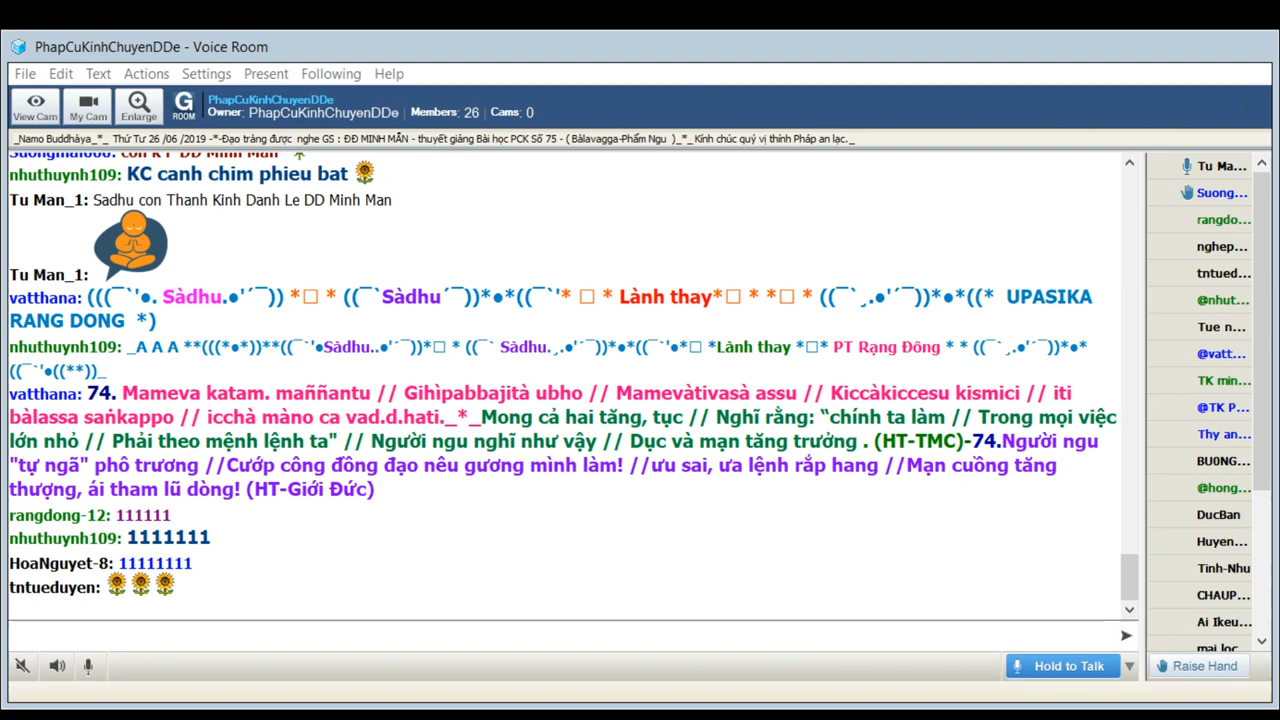 PhapCuKinhChuyenDDe - Voice Room
File Edit Text Actions Settings Present Following Help
View Cam My Cam Enlarge G ROOM PhapCuKinhChuyenDDe
Owner: PhapCuKinhChuyenDDe Members: 26 Cams: 0
_Namo Buddhàya_*_ Thứ Tư 26 /06 /2019 -*-Đạo tràng được nghe GS : ĐĐ MINH MẪN - thuyết giảng Bài học PCK Số 75 - ( Bàlavagga-Phẩm Ngu )_*_ Kính chúc quý vị thính Pháp an lạc._
nhuthuynh109: KC canh chim phieu bat
Tu Man_1: Sadhu con Thanh Kinh Danh Le DD Minh Man
Tu Man_1:
vatthana: (((¯`'•. Sàdhu.•'´¯)) *□ * ((¯`Sàdhu´¯))*•*((¯`'* □ * Lành thay*□ * *□ * ((¯`¸.•'´¯))*•*((* UPASIKA
RANG DONG *)
nhuthuynh109: _A A A **(((*•*))**((¯`'•Sàdhu..•'´¯))*□ * ((¯` Sàdhu.¸.•'´¯))*•*((¯`'•*□ *Lành thay *□* PT Rạng Đông * * ((¯`¸.•'´¯))*•*
((¯`'•((**))_
vatthana: 74. Mameva katam. maññantu // Gihìpabbajità ubho // Mamevàtivasà assu // Kiccàkiccesu kismici // iti
bàlassa saṅkappo // icchà màno ca vad.d.hati._*_Mong cả hai tăng, tục // Nghĩ rằng: “chính ta làm // Trong mọi việc
lớn nhỏ // Phải theo mệnh lệnh ta" // Người ngu nghĩ như vậy // Dục và mạn tăng trưởng . (HT-TMC)-74.Người ngu
"tự ngã" phô trương //Cướp công đồng đạo nêu gương mình làm! //ưu sai, ưa lệnh rắp hang //Mạn cuồng tăng
thượng, ái tham lũ dòng! (HT-Giới Đức)
rangdong-12: 111111
nhuthuynh109: 1111111
HoaNguyet-8: 11111111
tntueduyen:
Tu Ma...
Suong...
rangdo...
nghep...
tntued...
@nhut...
Tue n...
@vatt...
TK min...
@TK P...
Thy an...
BU0NG...
@hong...
DucBan
Huyen...
Tinh-Nhu
CHAUP...
Ai Ikeu...
mai loc
Hold to Talk
Raise Hand